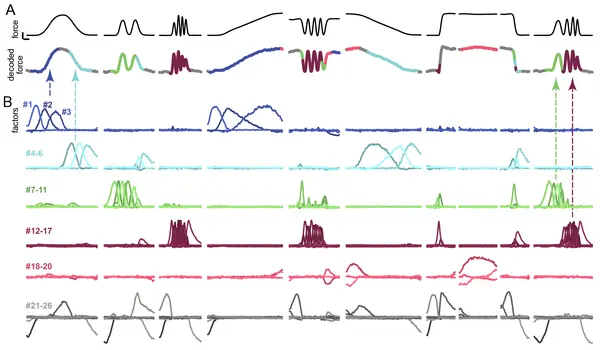 A
force
decoded
force
B
factors
#1
#2
#3
#4-6
#7-11
#12-17
#18-20
#21-26